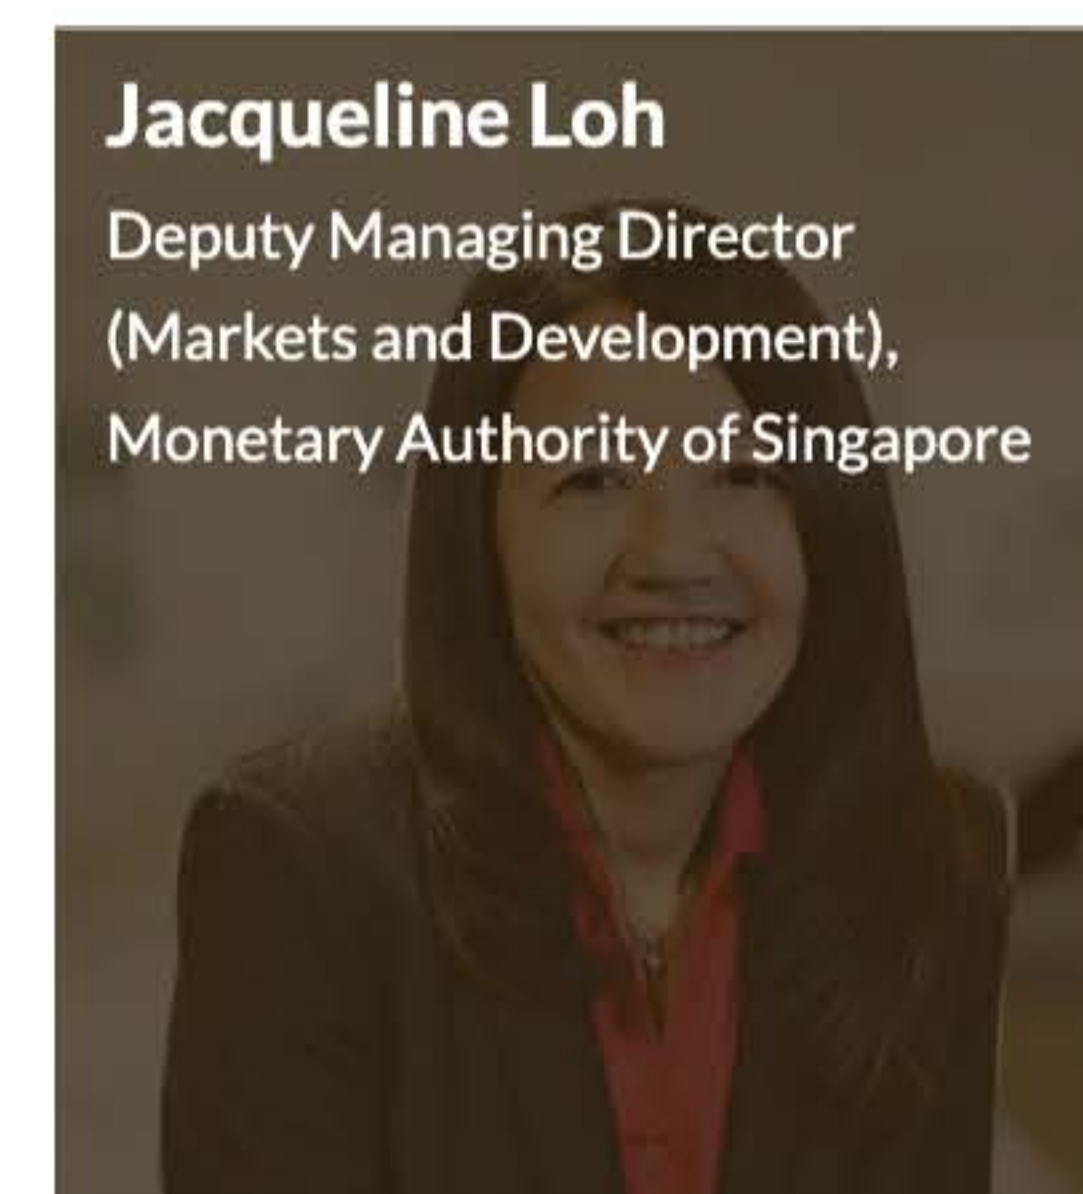 Jacqueline Loh
Deputy Managing Director
(Markets and Development),
Monetary Authority of Singapore